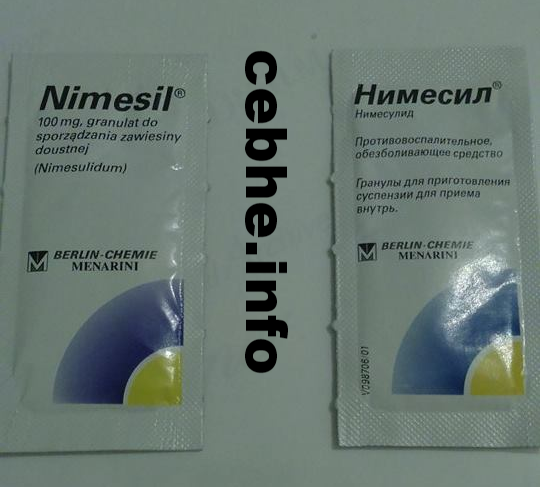 Nimesil®
100 mg, granulat do
sporządzania zawiesiny
doustnej
(Nimesulidum)
BERLIN-CHEMIE
MENARINI
cebhe.info
Нимесил®
Нимесулид
Противовоспалительное,
обезболивающее средство
Гранулы для приготовления
суспензии для приема
внутрь.
BERLIN-CHEMIE
MENARINI
V098706/01